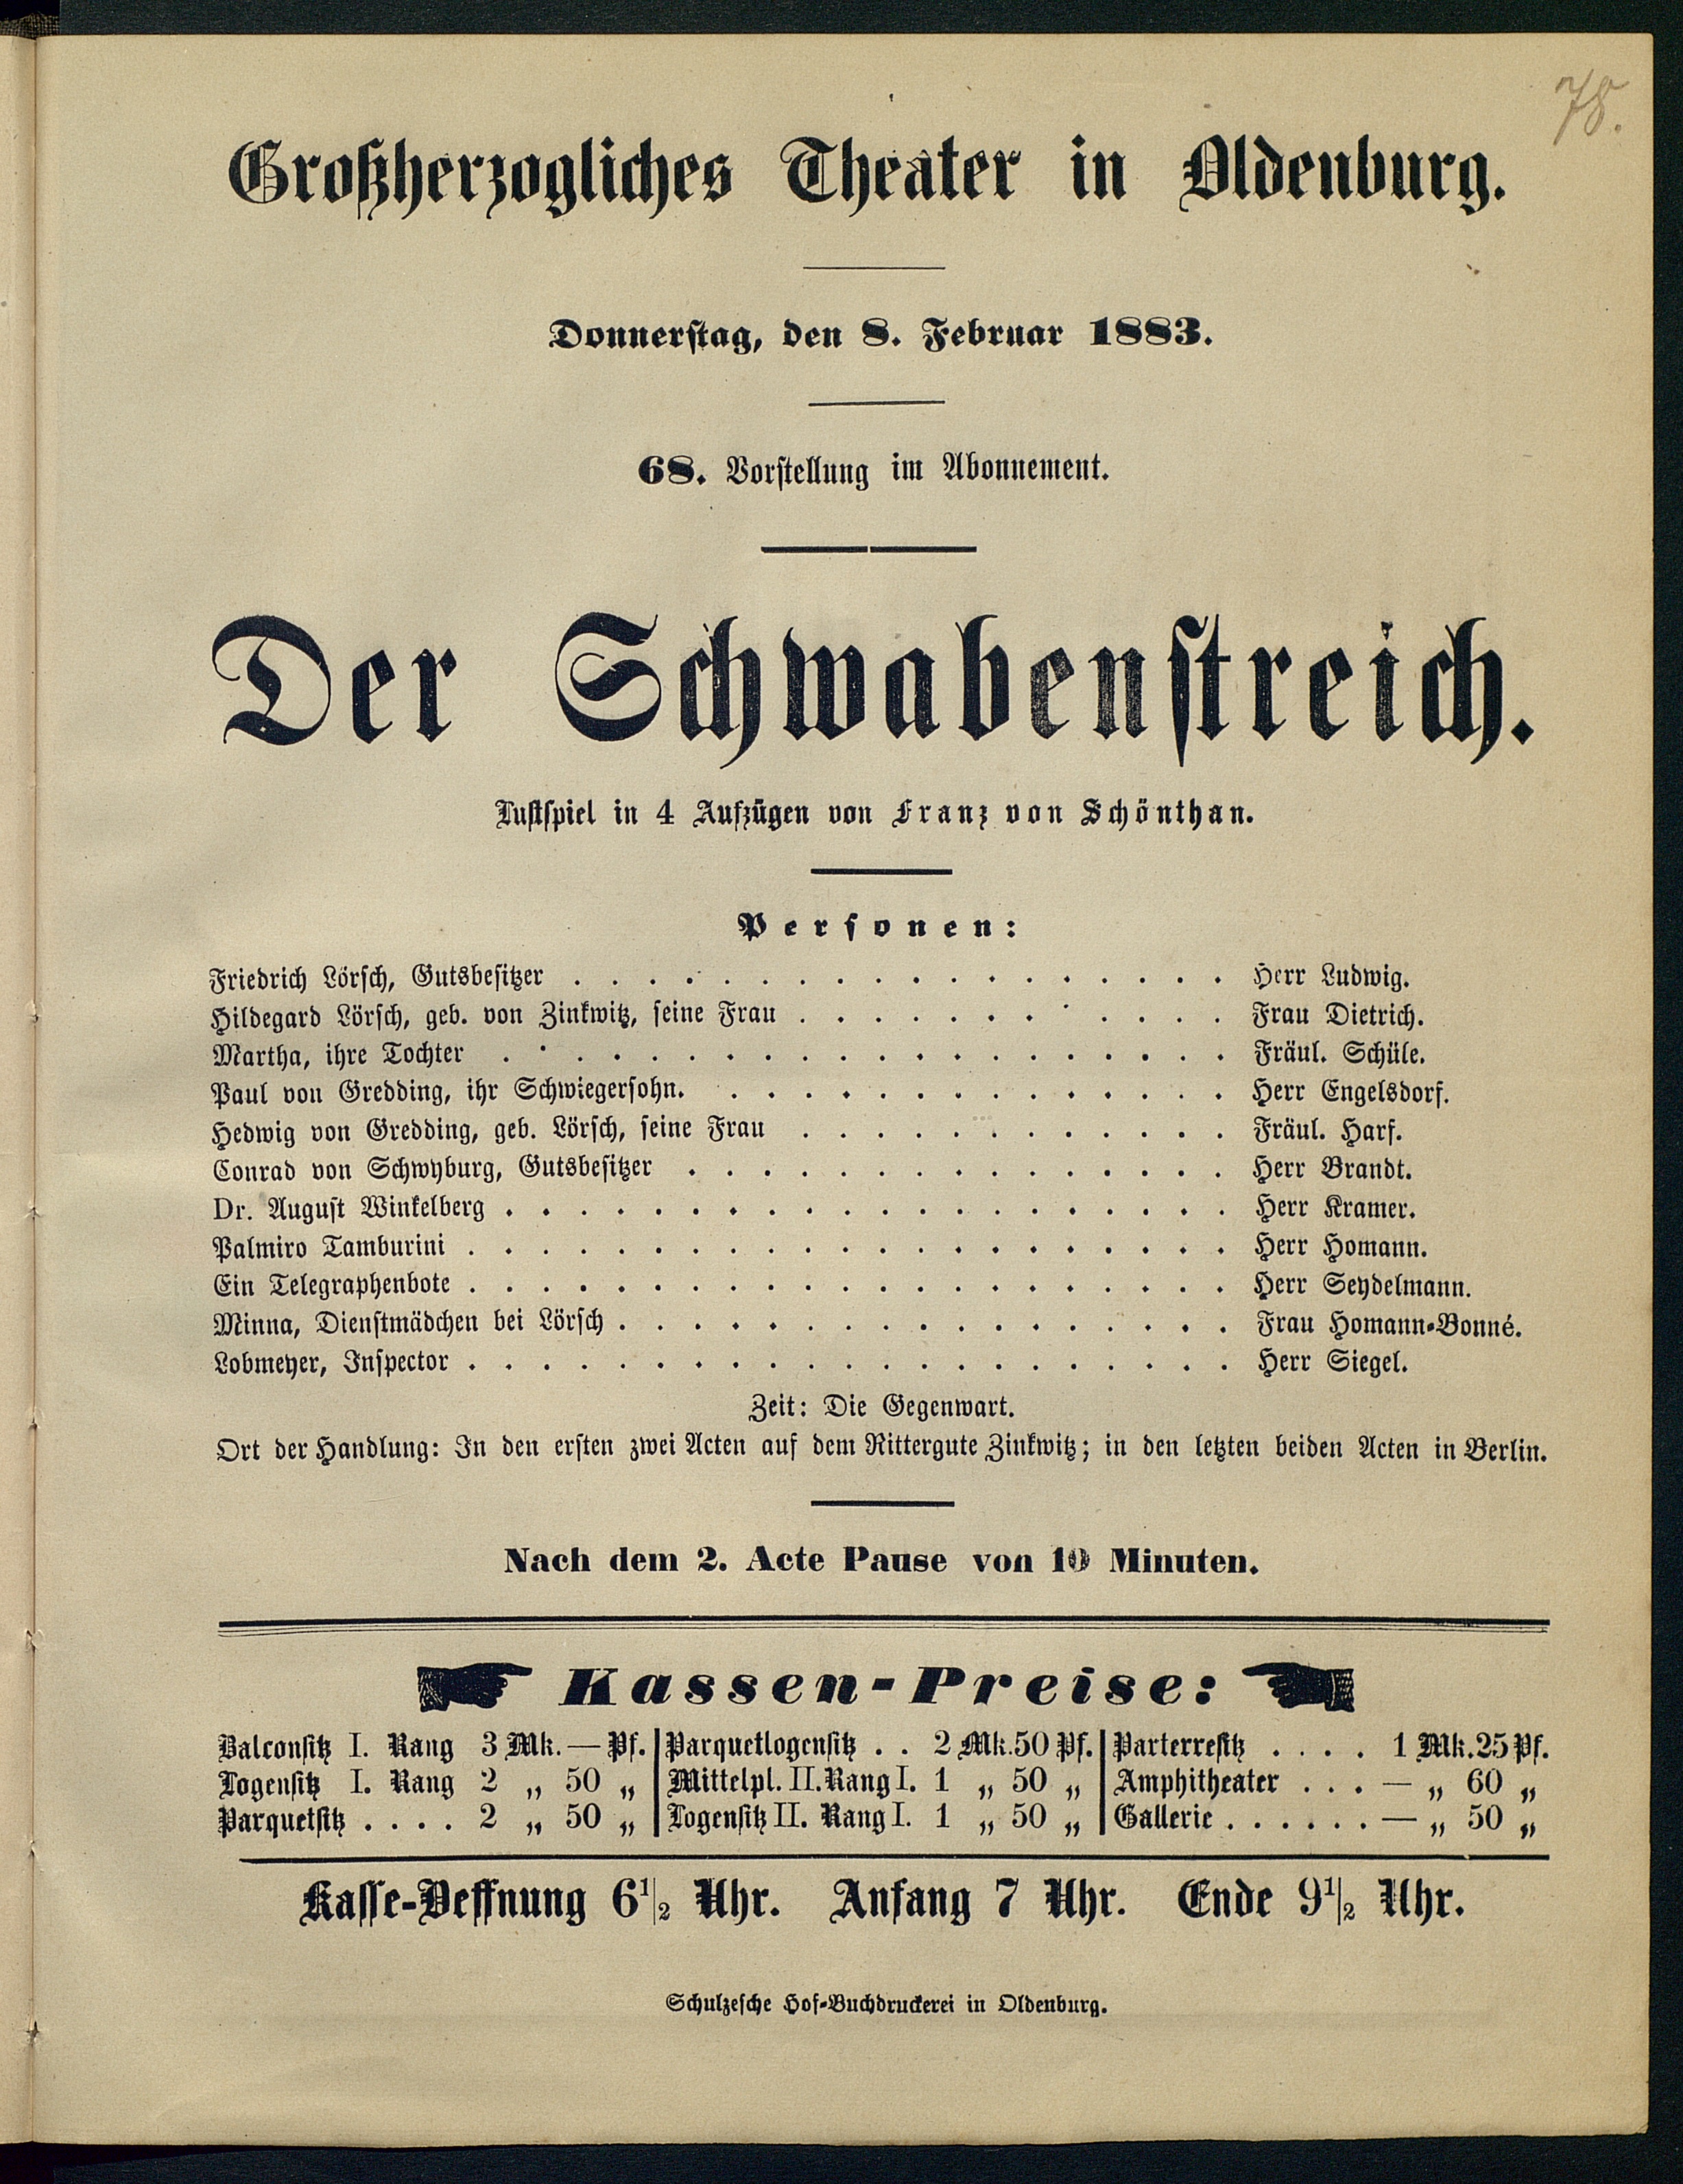 78.
Großherzogliches Theater in Oldenburg.
Donnerstag, den 8. Februar 1883.
68. Vorstellung im Abonnement.
Der Schwabenstreich.
Lustspiel in 4 Aufzügen von Franz von Schönthan.
Personen:
Friedrich Lörsch, Gutsbesitzer . . . . . . . . . . . . . . . . . . Herr Ludwig.
Hildegard Lörsch, geb. von Zinkwitz, seine Frau . . . . . . . . . . . . Frau Dietrich.
Martha, ihre Tochter . . . . . . . . . . . . . . . . . . . . Fräul. Schüle.
Paul von Gredding, ihr Schwiegersohn. . . . . . . . . . . . . . . Herr Engelsdorf.
Hedwig von Gredding, geb. Lörsch, seine Frau . . . . . . . . . . . . Fräul. Harf.
Conrad von Schwyburg, Gutsbesitzer . . . . . . . . . . . . . . . Herr Brandt.
Dr. August Winkelberg . . . . . . . . . . . . . . . . . . . . Herr Kramer.
Palmiro Tamburini . . . . . . . . . . . . . . . . . . . . . Herr Homann.
Ein Telegraphenbote . . . . . . . . . . . . . . . . . . . . . Herr Seydelmann.
Minna, Dienstmädchen bei Lörsch . . . . . . . . . . . . . . . . . Frau Homann-Bonné.
Lobmeyer, Inspector . . . . . . . . . . . . . . . . . . . . . Herr Siegel.
Zeit: Die Gegenwart.
Ort der Handlung: In den ersten zwei Acten auf dem Rittergute Zinkwitz; in den letzten beiden Acten in Berlin.
Nach dem 2. Acte Pause von 10 Minuten.
Kassen-Preise:
Balconsitz I. Rang 3 Mk. — Pf. Parquetlogensitz . . 2 Mk. 50 Pf. Parterresitz . . . . 1 Mk. 25 Pf.
Logensitz I. Rang 2 „ 50 „ Mittelpl. II. Rang I. 1 „ 50 „ Amphitheater . . . — „ 60 „
Parquetsitz . . . . 2 „ 50 „ Logensitz II. Rang I. 1 „ 50 „ Gallerie . . . . . . — „ 50 „
Kasse-Oeffnung 6½ Uhr. Anfang 7 Uhr. Ende 9½ Uhr.
Schulzesche Hof-Buchdruckerei in Oldenburg.